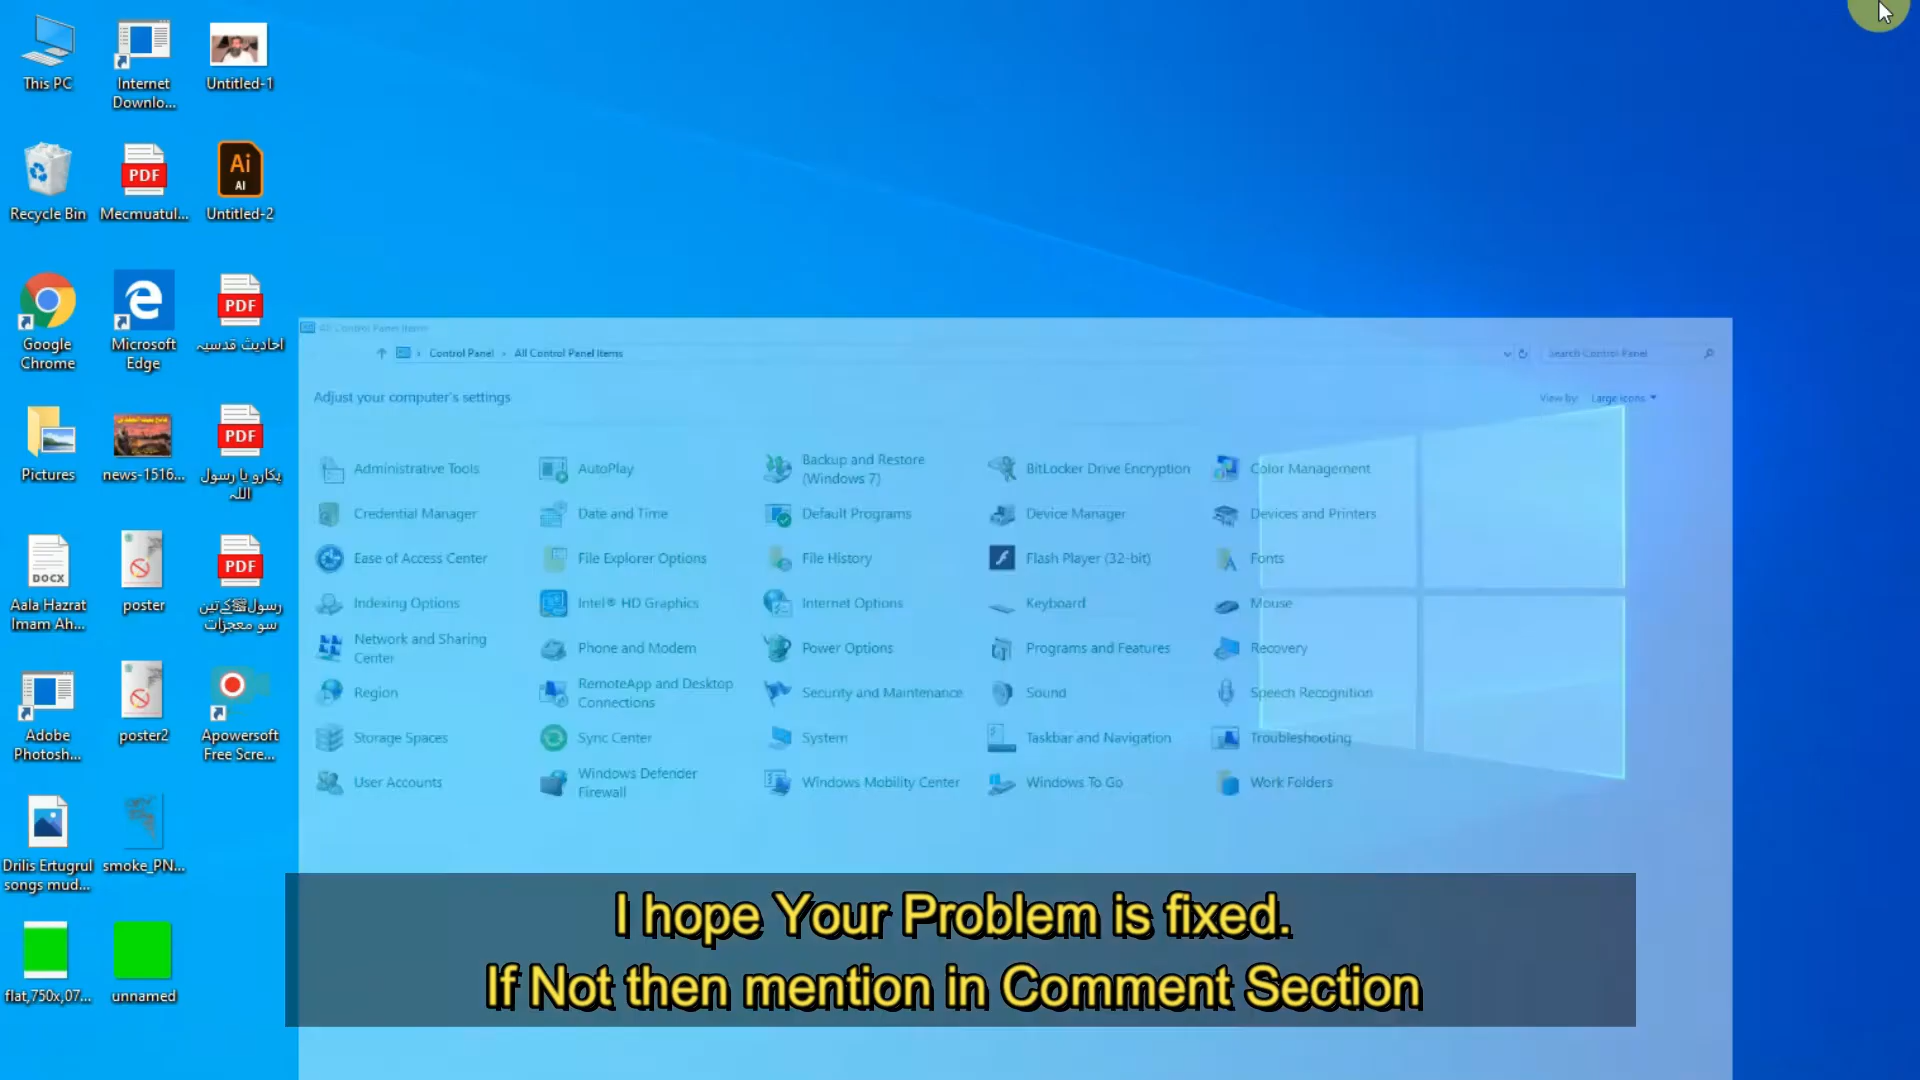 This PC
Internet
Downlo...
Untitled-1
Recycle Bin
PDF
Mecmuatul...
Ai
AI
Untitled-2
Google
Chrome
Microsoft
Edge
PDF
احادیث قدسیہ
Pictures
news-1516...
PDF
پکارو یا رسول
اللہ
DOCX
Aala Hazrat
Imam Ah...
poster
PDF
رسولﷺکےتین
سو معجزات
Adobe
Photosh...
poster2
Apowersoft
Free Scre...
Drilis Ertugrul
songs mud...
smoke_PN...
flat,750x,07...
unnamed
All Control Panel Items
Control Panel › All Control Panel Items
Search Control Panel
Adjust your computer's settings
View by: Large icons
Administrative Tools
AutoPlay
Backup and Restore
(Windows 7)
BitLocker Drive Encryption
Color Management
Credential Manager
Date and Time
Default Programs
Device Manager
Devices and Printers
Ease of Access Center
File Explorer Options
File History
Flash Player (32-bit)
Fonts
Indexing Options
Intel® HD Graphics
Internet Options
Keyboard
Mouse
Network and Sharing
Center
Phone and Modem
Power Options
Programs and Features
Recovery
Region
RemoteApp and Desktop
Connections
Security and Maintenance
Sound
Speech Recognition
Storage Spaces
Sync Center
System
Taskbar and Navigation
Troubleshooting
User Accounts
Windows Defender
Firewall
Windows Mobility Center
Windows To Go
Work Folders
I hope Your Problem is fixed.
If Not then mention in Comment Section